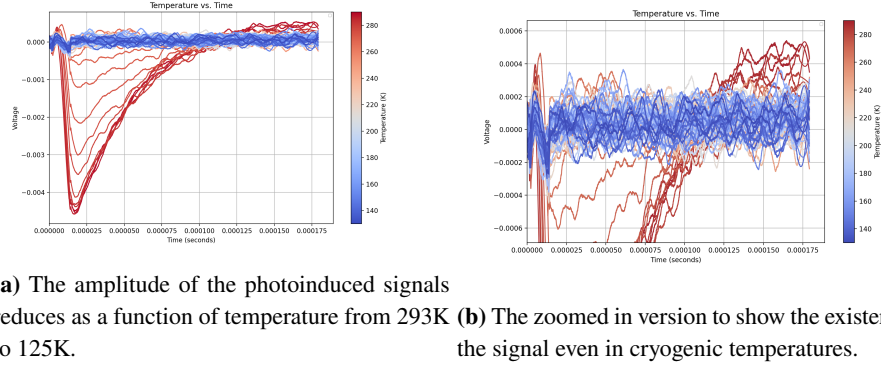 Temperature vs. Time
0.000
−0.001
−0.002
−0.003
−0.004
Voltage
0.000000 0.000025 0.000050 0.000075 0.000100 0.000125 0.000150 0.000175
Time (seconds)
280
260
240
220
200
180
160
140
Temperature (K)
Temperature vs. Time
0.0006
0.0004
0.0002
0.0000
−0.0002
−0.0004
−0.0006
Voltage
0.000000 0.000025 0.000050 0.000075 0.000100 0.000125 0.000150 0.000175
Time (seconds)
280
260
240
220
200
180
160
140
Temperature (K)
a) The amplitude of the photoinduced signals
reduces as a function of temperature from 293K
o 125K.
(b) The zoomed in version to show the existen
the signal even in cryogenic temperatures.